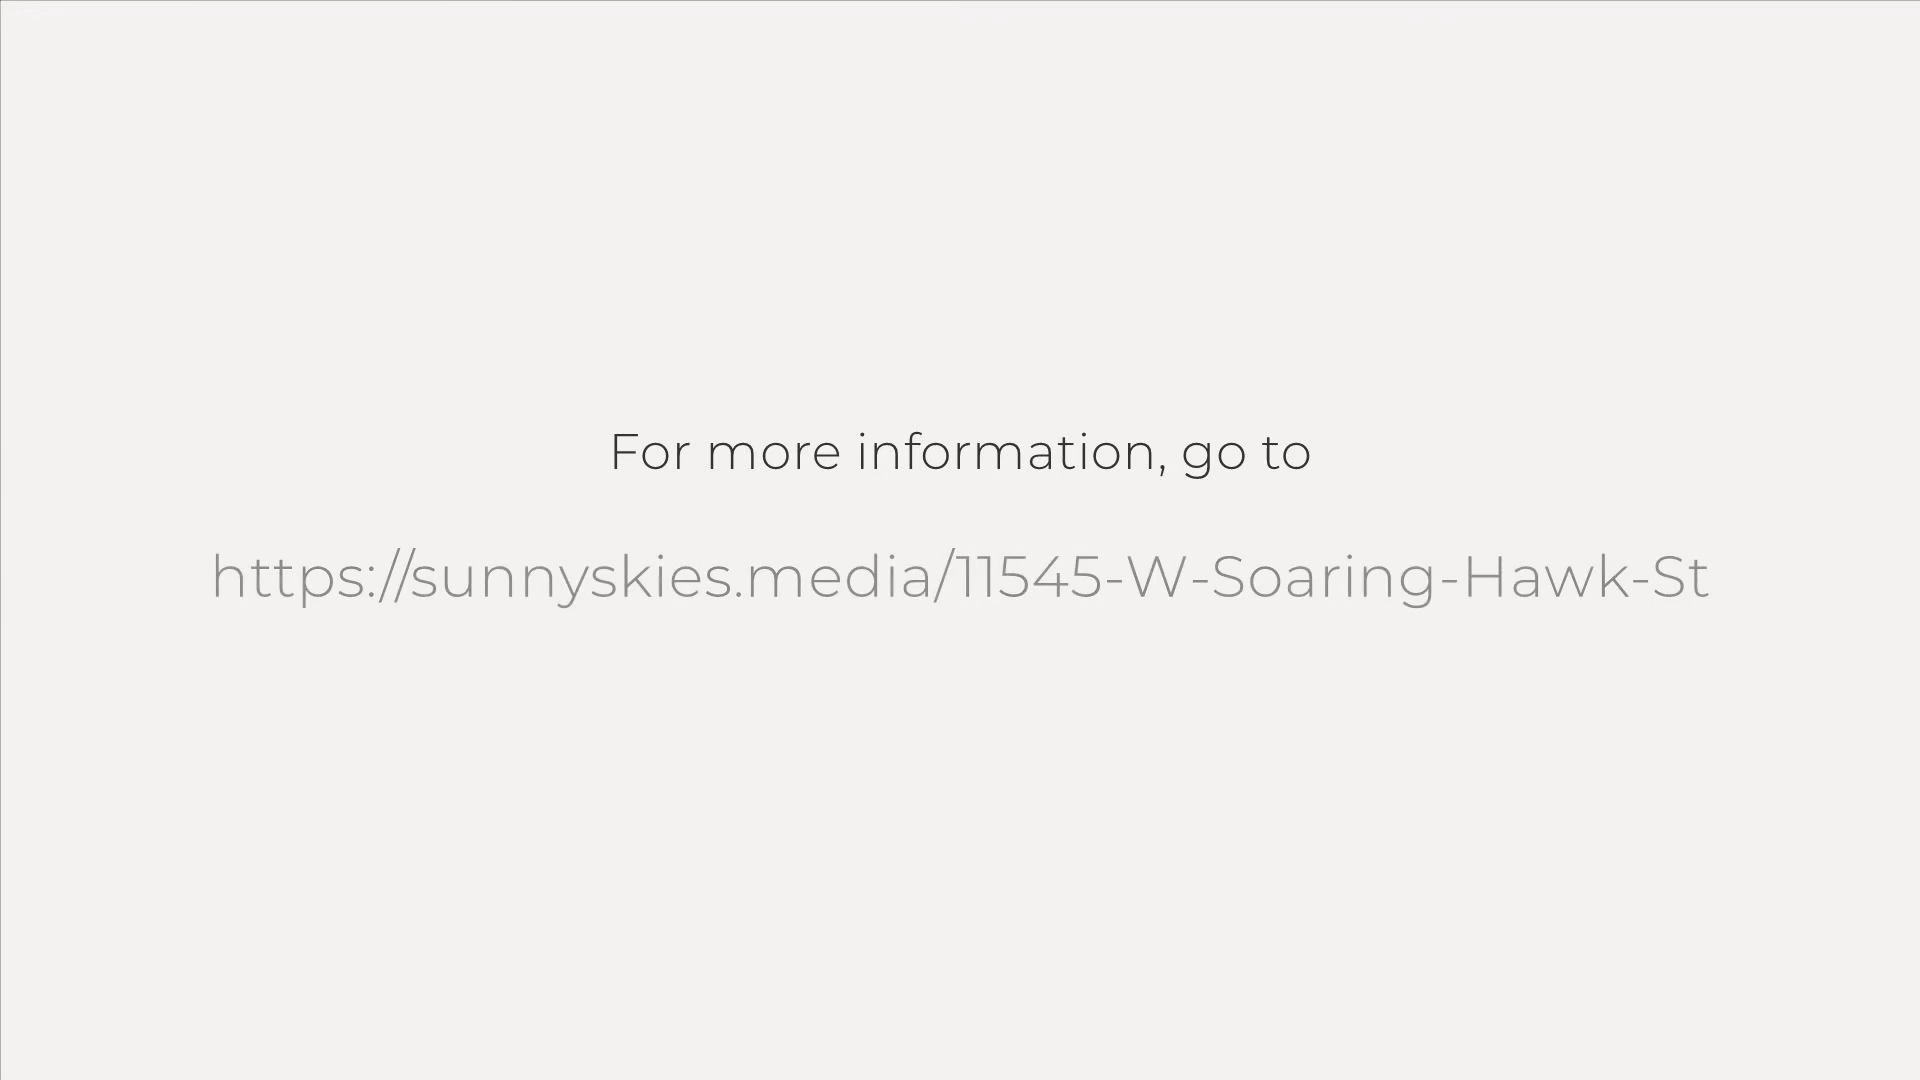 For more information, go to
https://sunnyskies.media/11545-W-Soaring-Hawk-St